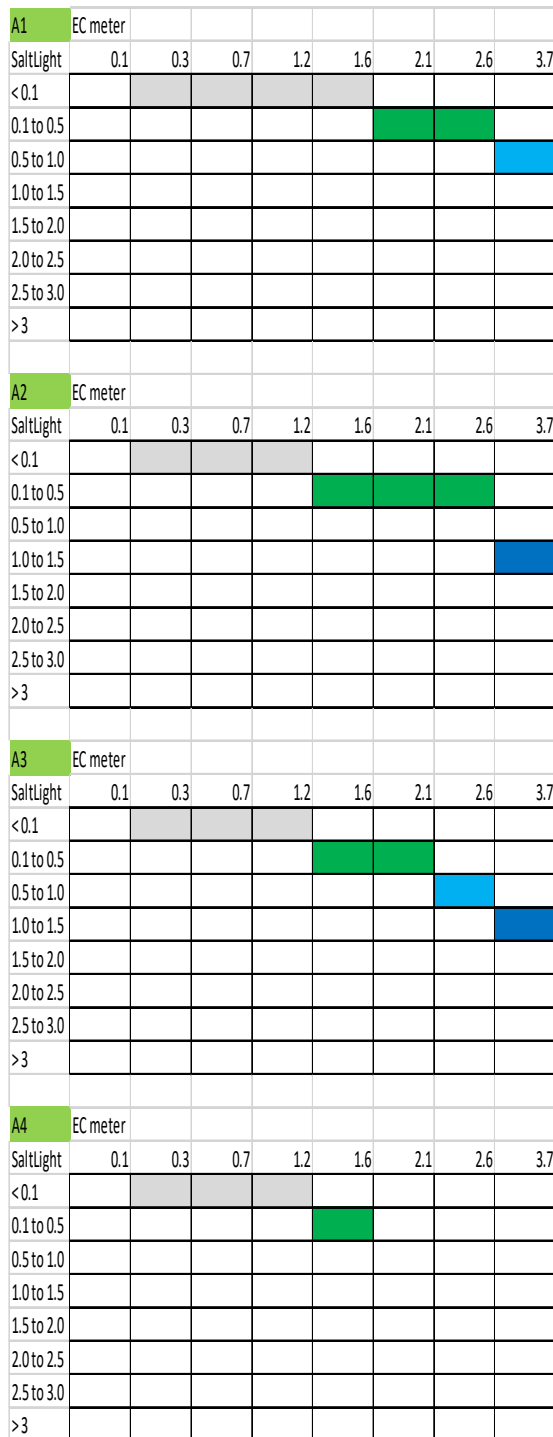 A1 EC meter
SaltLight 0.1 0.3 0.7 1.2 1.6 2.1 2.6 3.7
<0.1
0.1 to 0.5
0.5 to 1.0
1.0 to 1.5
1.5 to 2.0
2.0 to 2.5
2.5 to 3.0
>3
A2 EC meter
SaltLight 0.1 0.3 0.7 1.2 1.6 2.1 2.6 3.7
<0.1
0.1 to 0.5
0.5 to 1.0
1.0 to 1.5
1.5 to 2.0
2.0 to 2.5
2.5 to 3.0
>3
A3 EC meter
SaltLight 0.1 0.3 0.7 1.2 1.6 2.1 2.6 3.7
<0.1
0.1 to 0.5
0.5 to 1.0
1.0 to 1.5
1.5 to 2.0
2.0 to 2.5
2.5 to 3.0
>3
A4 EC meter
SaltLight 0.1 0.3 0.7 1.2 1.6 2.1 2.6 3.7
<0.1
0.1 to 0.5
0.5 to 1.0
1.0 to 1.5
1.5 to 2.0
2.0 to 2.5
2.5 to 3.0
>3